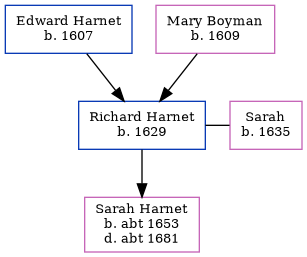 Edward Harnet
b. 1607
Mary Boyman
b. 1609
Richard Harnet
b. 1629
Sarah
b. 1635
Sarah Harnet
b. abt 1653
d. abt 1681